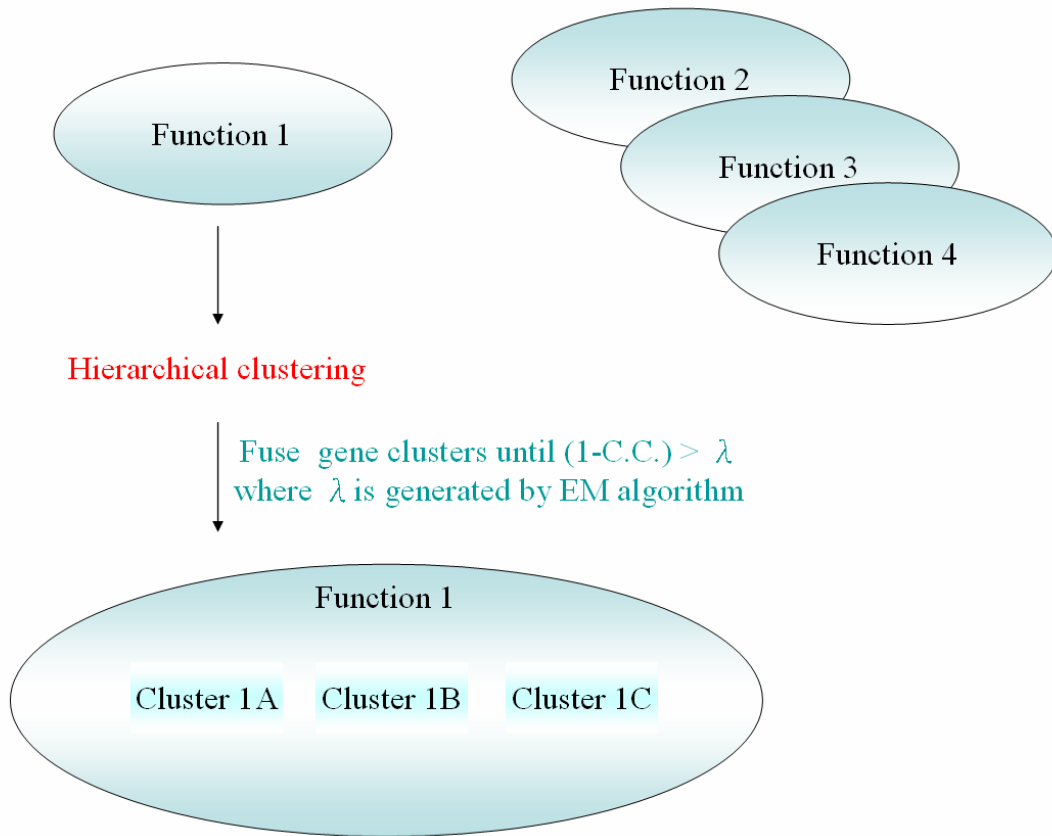 Function 1
Function 2
Function 3
Function 4
Hierarchical clustering
Fuse gene clusters until (1-C.C.) > λ
where λ is generated by EM algorithm
Function 1
Cluster 1A
Cluster 1B
Cluster 1C